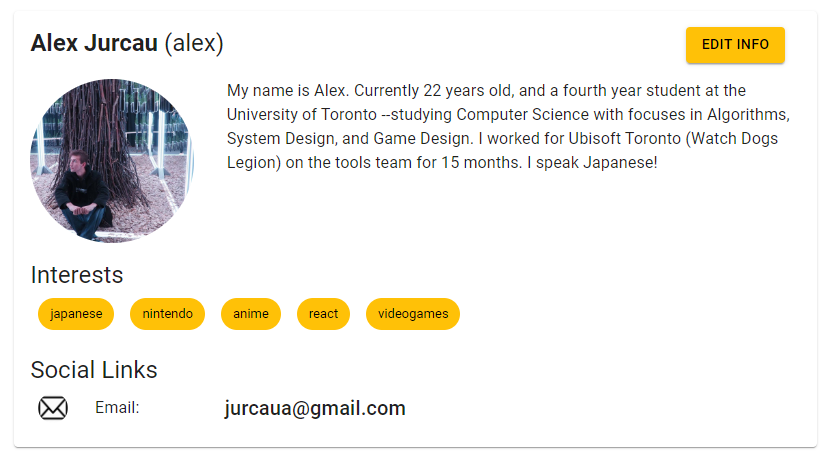 Alex Jurcau (alex)
EDIT INFO
My name is Alex. Currently 22 years old, and a fourth year student at the
University of Toronto --studying Computer Science with focuses in Algorithms,
System Design, and Game Design. I worked for Ubisoft Toronto (Watch Dogs
Legion) on the tools team for 15 months. I speak Japanese!
Interests
japanese nintendo anime react videogames
Social Links
Email: jurcaua@gmail.com